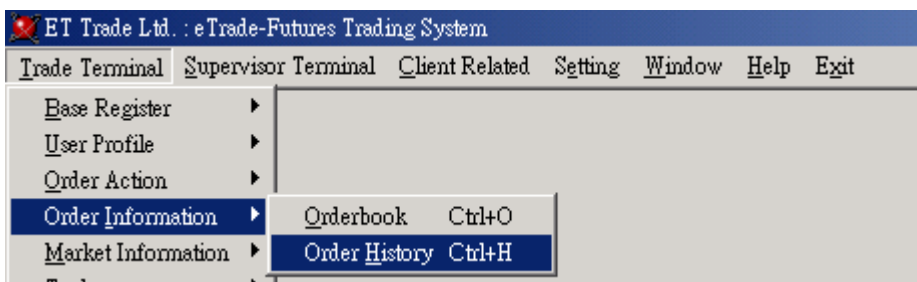 ET Trade Ltd. : eTrade-Futures Trading System
Trade Terminal Supervisor Terminal Client Related Setting Window Help Exit
Base Register
User Profile
Order Action
Order Information
Orderbook Ctrl+O
Market Information
Order History Ctrl+H